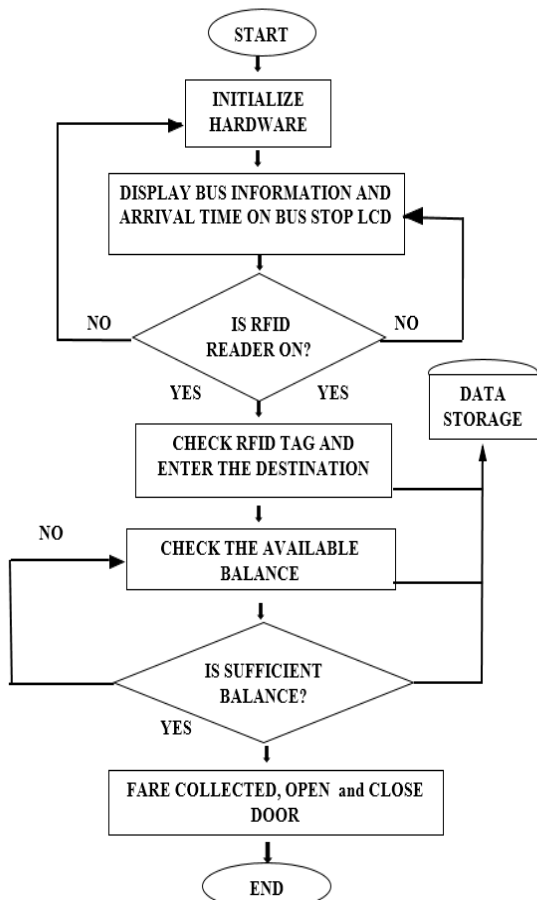 START
INITIALIZE
HARDWARE
DISPLAY BUS INFORMATION AND
ARRIVAL TIME ON BUS STOP LCD
NO
IS RFID
READER ON?
NO
YES
YES
DATA
STORAGE
CHECK RFID TAG AND
ENTER THE DESTINATION
NO
CHECK THE AVAILABLE
BALANCE
IS SUFFICIENT
BALANCE?
YES
FARE COLLECTED, OPEN and CLOSE
DOOR
END